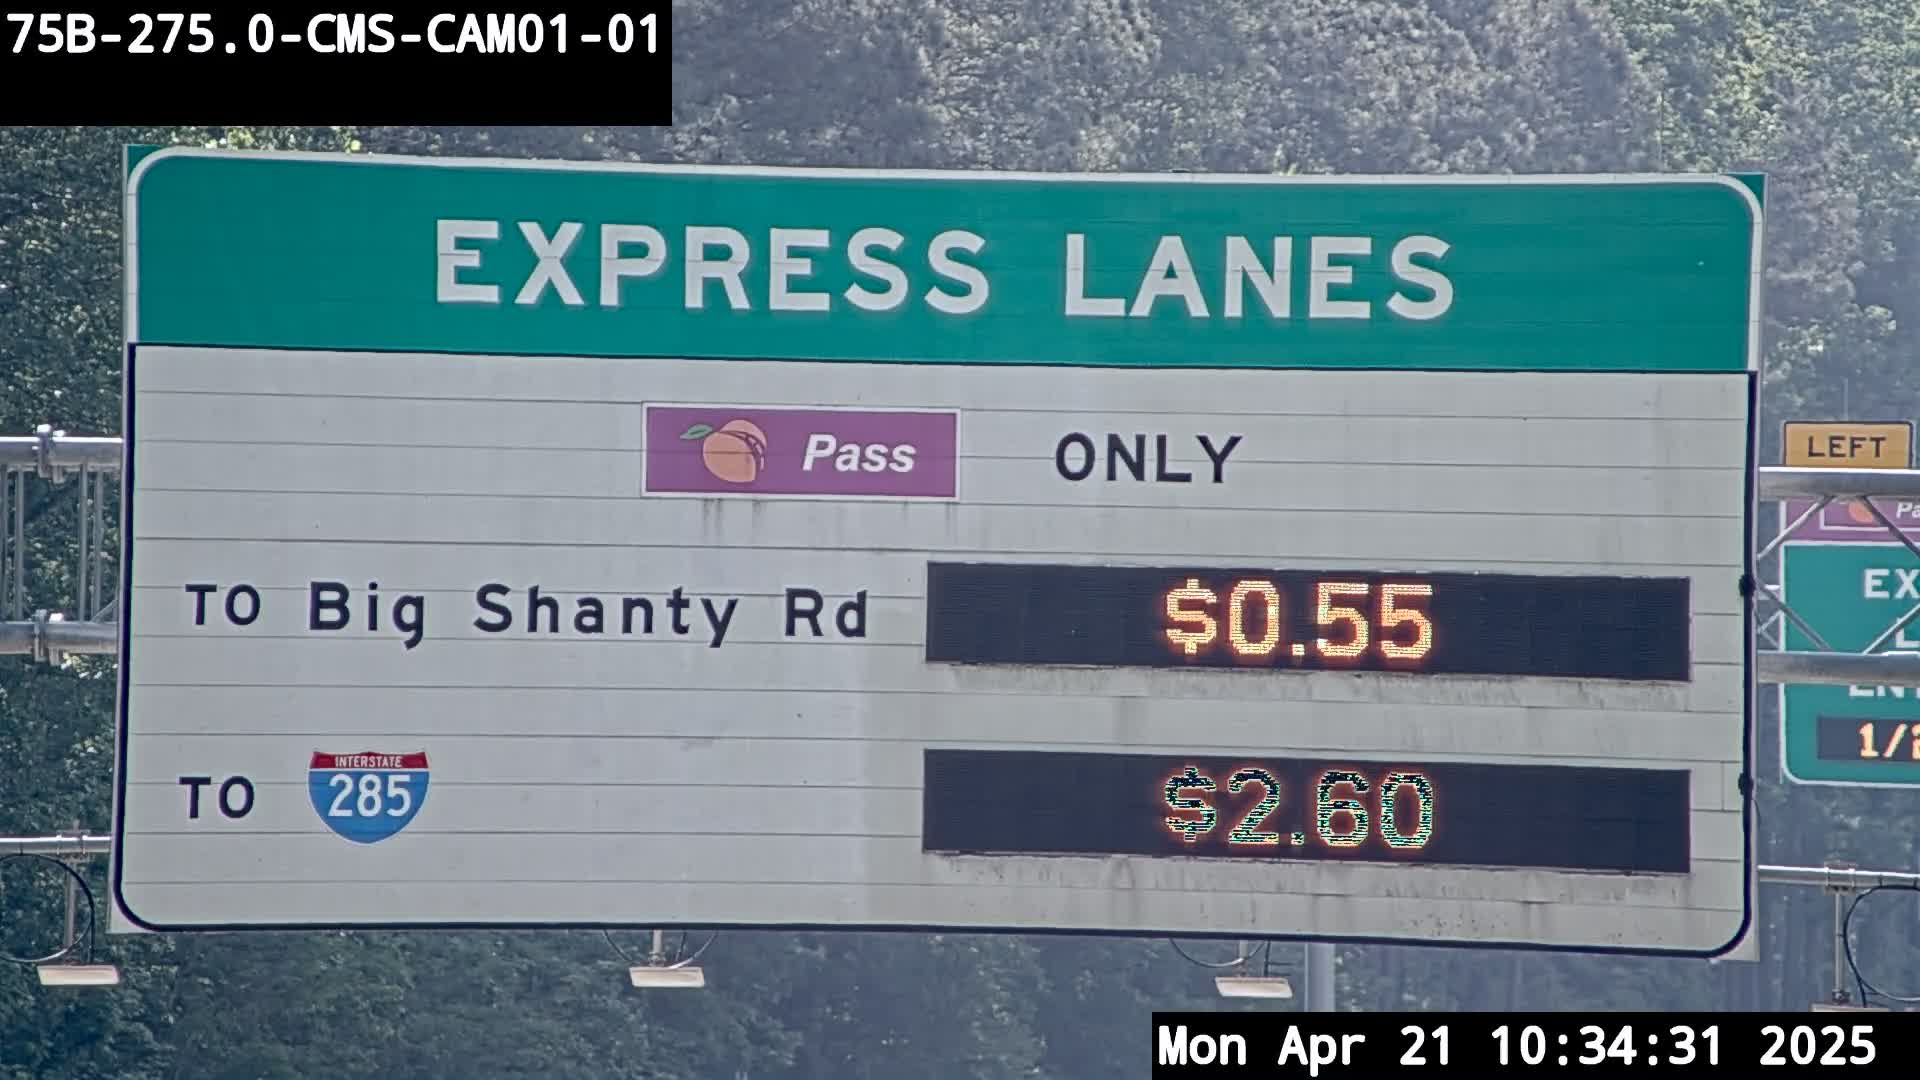 75B-275.0-CMS-CAM01-01
EXPRESS LANES
Pass ONLY
LEFT
TO Big Shanty Rd $0.55
TO INTERSTATE 285 $2.60
Mon Apr 21 10:34:31 2025